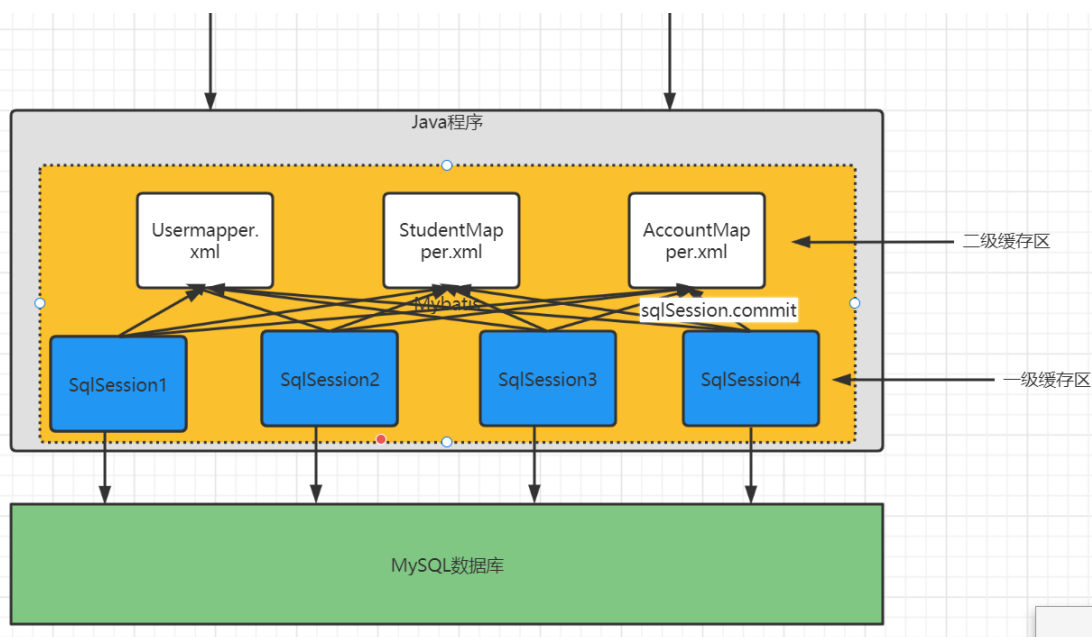 Java程序
Usermapper.
xml
StudentMap
per.xml
AccountMap
per.xml
二级缓存区
Mybatis
sqlSession.commit
SqlSession1
SqlSession2
SqlSession3
SqlSession4
一级缓存区
MySQL数据库